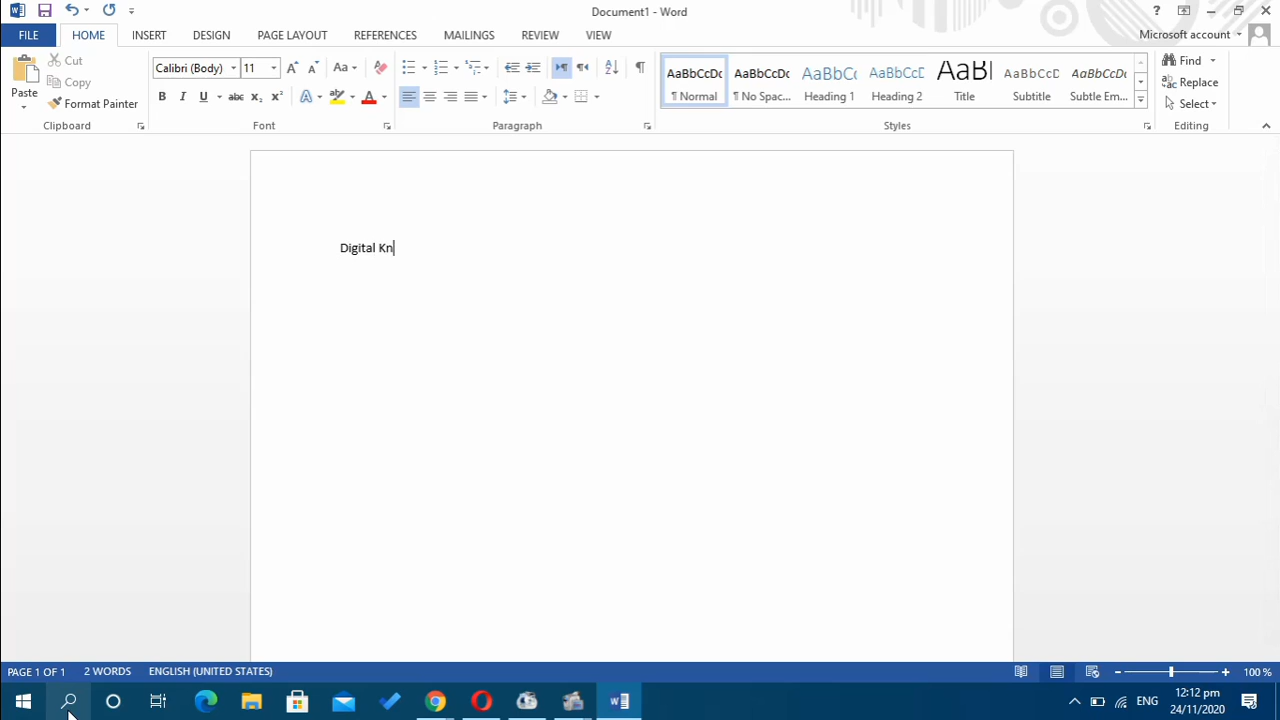 Document1 - Word
Microsoft account
FILE HOME INSERT DESIGN PAGE LAYOUT REFERENCES MAILINGS REVIEW VIEW
Cut
Copy
Format Painter
Paste
Clipboard
Calibri (Body) 11
Font
Paragraph
AaBbCcDc AaBbCcDc AaBbCc AaBbCcD AaB AaBbCcD AaBbCcDc
¶ Normal ¶ No Spac... Heading 1 Heading 2 Title Subtitle Subtle Em...
Styles
Find
Replace
Select
Editing
Digital Kn
PAGE 1 OF 1 2 WORDS ENGLISH (UNITED STATES) 100 %
ENG
12:12 pm
24/11/2020